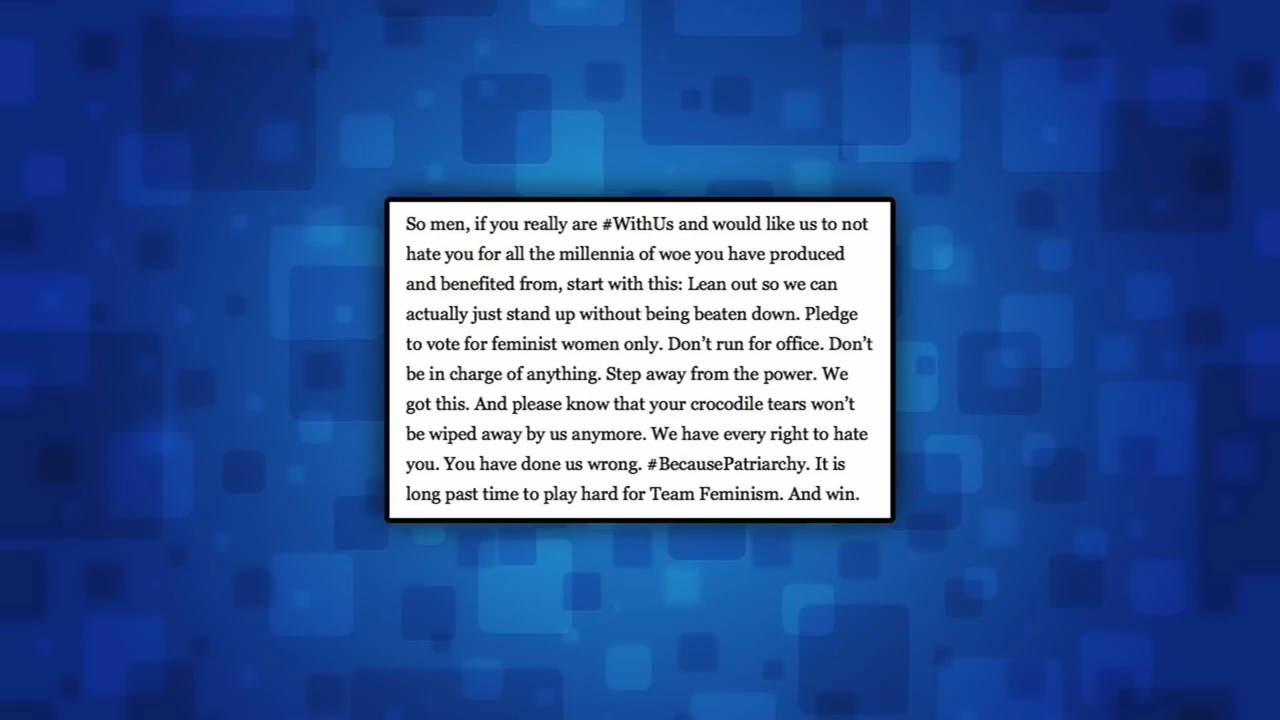 So men, if you really are #WithUs and would like us to not
hate you for all the millennia of woe you have produced
and benefited from, start with this: Lean out so we can
actually just stand up without being beaten down. Pledge
to vote for feminist women only. Don’t run for office. Don’t
be in charge of anything. Step away from the power. We
got this. And please know that your crocodile tears won’t
be wiped away by us anymore. We have every right to hate
you. You have done us wrong. #BecausePatriarchy. It is
long past time to play hard for Team Feminism. And win.